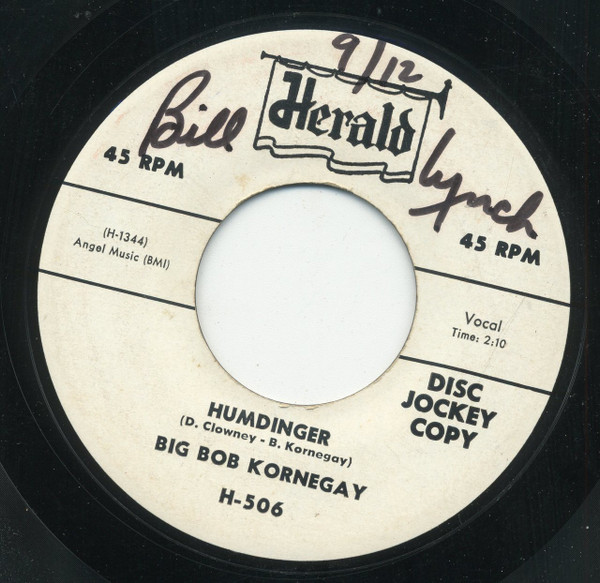 9/12
Bill Lynch
Herald
45 RPM
45 RPM
(H-1344)
Angel Music (BMI)
Vocal
Time: 2:10
DISC
JOCKEY
COPY
HUMDINGER
(D. Clowney - B. Kornegay)
BIG BOB KORNEGAY
H-506